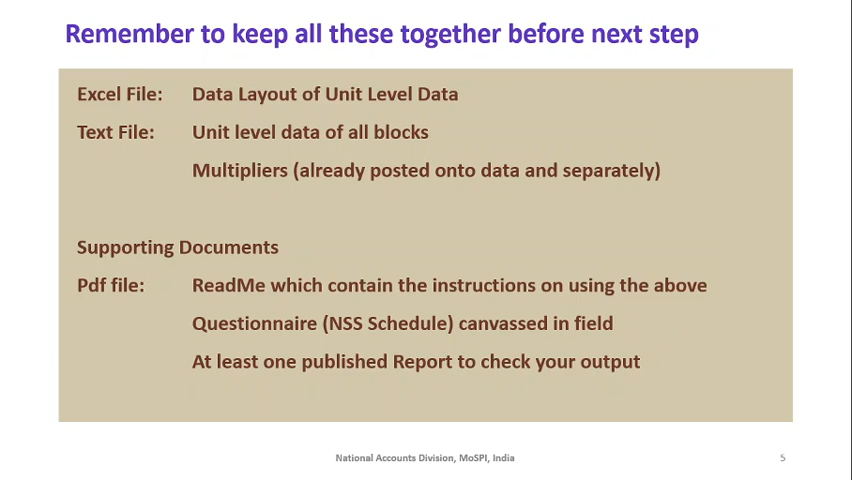 Remember to keep all these together before next step
Excel File: Data Layout of Unit Level Data
Text File: Unit level data of all blocks
Multipliers (already posted onto data and separately)
Supporting Documents
Pdf file: ReadMe which contain the instructions on using the above
Questionnaire (NSS Schedule) canvassed in field
At least one published Report to check your output
National Accounts Division, MoSPI, India
5